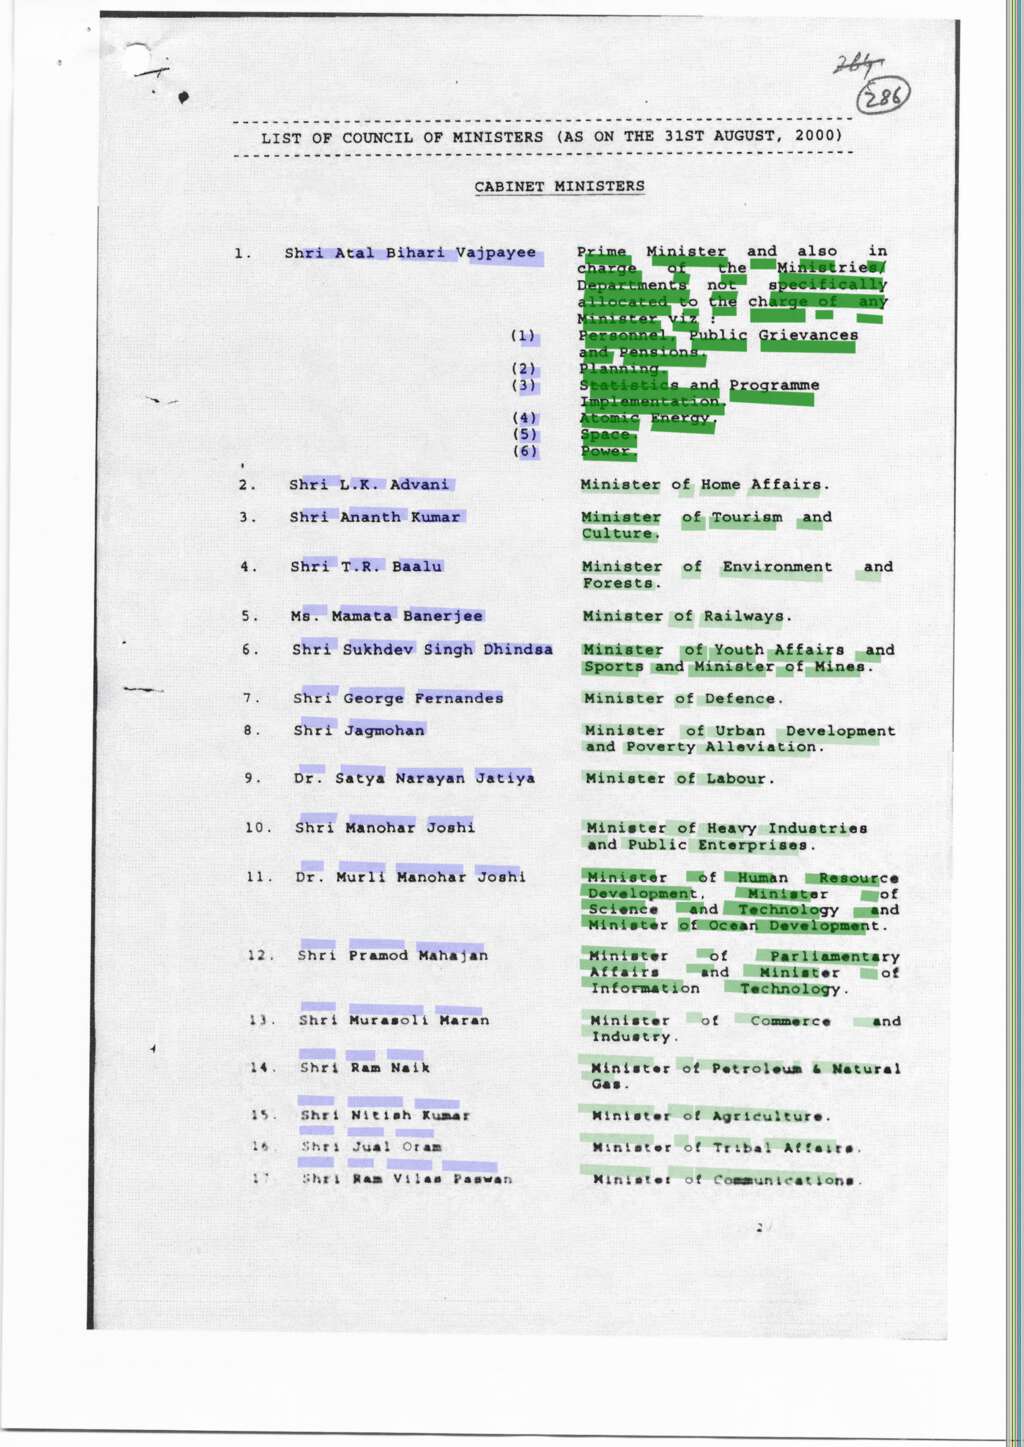 264
286
LIST OF COUNCIL OF MINISTERS (AS ON THE 31ST AUGUST, 2000)
CABINET MINISTERS
1. Shri Atal Bihari Vajpayee Prime Minister and also in
charge of the Ministries/
Departments not specifically
allocated to the charge of any
Minister viz :
(1) Personnel, Public Grievances
and Pensions.
(2) Planning.
(3) Statistics and Programme
Implementation.
(4) Atomic Energy.
(5) Space.
(6) Power.
2. Shri L.K. Advani Minister of Home Affairs.
3. Shri Ananth Kumar Minister of Tourism and
Culture.
4. Shri T.R. Baalu Minister of Environment and
Forests.
5. Ms. Mamata Banerjee Minister of Railways.
6. Shri Sukhdev Singh Dhindsa Minister of Youth Affairs and
Sports and Minister of Mines.
7. Shri George Fernandes Minister of Defence.
8. Shri Jagmohan Minister of Urban Development
and Poverty Alleviation.
9. Dr. Satya Narayan Jatiya Minister of Labour.
10. Shri Manohar Joshi Minister of Heavy Industries
and Public Enterprises.
11. Dr. Murli Manohar Joshi Minister of Human Resource
Development, Minister of
Science and Technology and
Minister of Ocean Development.
12. Shri Pramod Mahajan Minister of Parliamentary
Affairs and Minister of
Information Technology.
13. Shri Murasoli Maran Minister of Commerce and
Industry.
14. Shri Ram Naik Minister of Petroleum & Natural
Gas.
15. Shri Nitish Kumar Minister of Agriculture.
16. Shri Jual Oram Minister of Tribal Affairs.
17 Shri Ram Vilas Paswan Minister of Communications.
2/